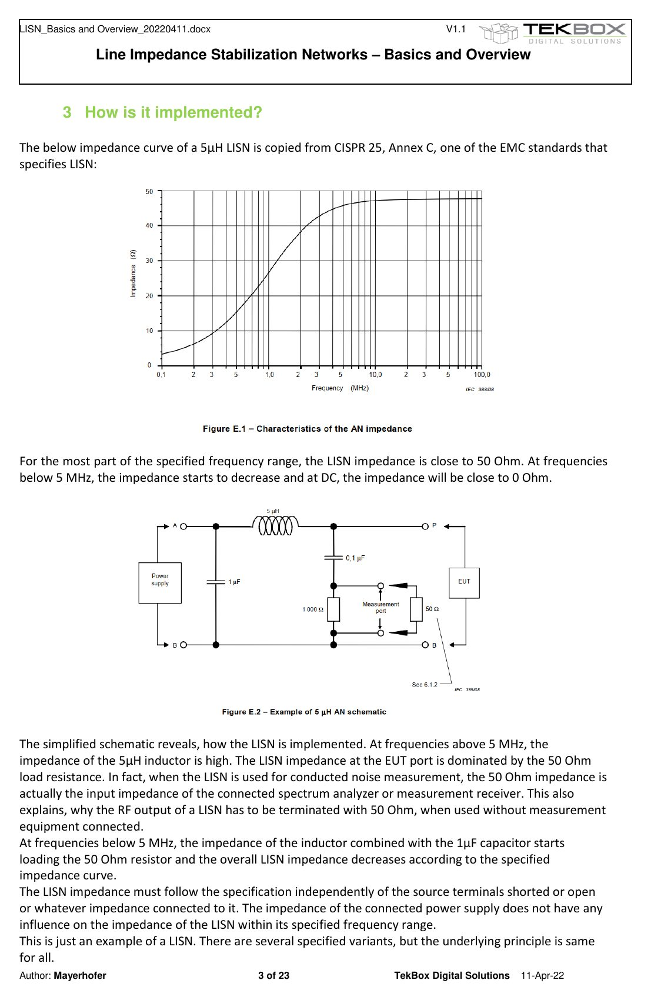 LISN_Basics and Overview_20220411.docx V1.1 TEKBOX
DIGITAL SOLUTIONS
Line Impedance Stabilization Networks – Basics and Overview
3 How is it implemented?
The below impedance curve of a 5µH LISN is copied from CISPR 25, Annex C, one of the EMC standards that
specifies LISN:
50
40
30
20
10
0
Impedance (Ω)
0,1 2 3 5 1,0 2 3 5 10,0 2 3 5 100,0
Frequency (MHz)
IEC 388/08
Figure E.1 – Characteristics of the AN impedance
For the most part of the specified frequency range, the LISN impedance is close to 50 Ohm. At frequencies
below 5 MHz, the impedance starts to decrease and at DC, the impedance will be close to 0 Ohm.
5 µH
A P
0,1 µF
Power
supply
1 µF
EUT
1 000 Ω
Measurement
port
50 Ω
B B
See 6.1.2
IEC 389/08
Figure E.2 – Example of 5 µH AN schematic
The simplified schematic reveals, how the LISN is implemented. At frequencies above 5 MHz, the
impedance of the 5µH inductor is high. The LISN impedance at the EUT port is dominated by the 50 Ohm
load resistance. In fact, when the LISN is used for conducted noise measurement, the 50 Ohm impedance is
actually the input impedance of the connected spectrum analyzer or measurement receiver. This also
explains, why the RF output of a LISN has to be terminated with 50 Ohm, when used without measurement
equipment connected.
At frequencies below 5 MHz, the impedance of the inductor combined with the 1µF capacitor starts
loading the 50 Ohm resistor and the overall LISN impedance decreases according to the specified
impedance curve.
The LISN impedance must follow the specification independently of the source terminals shorted or open
or whatever impedance connected to it. The impedance of the connected power supply does not have any
influence on the impedance of the LISN within its specified frequency range.
This is just an example of a LISN. There are several specified variants, but the underlying principle is same
for all.
Author: Mayerhofer 3 of 23 TekBox Digital Solutions 11-Apr-22